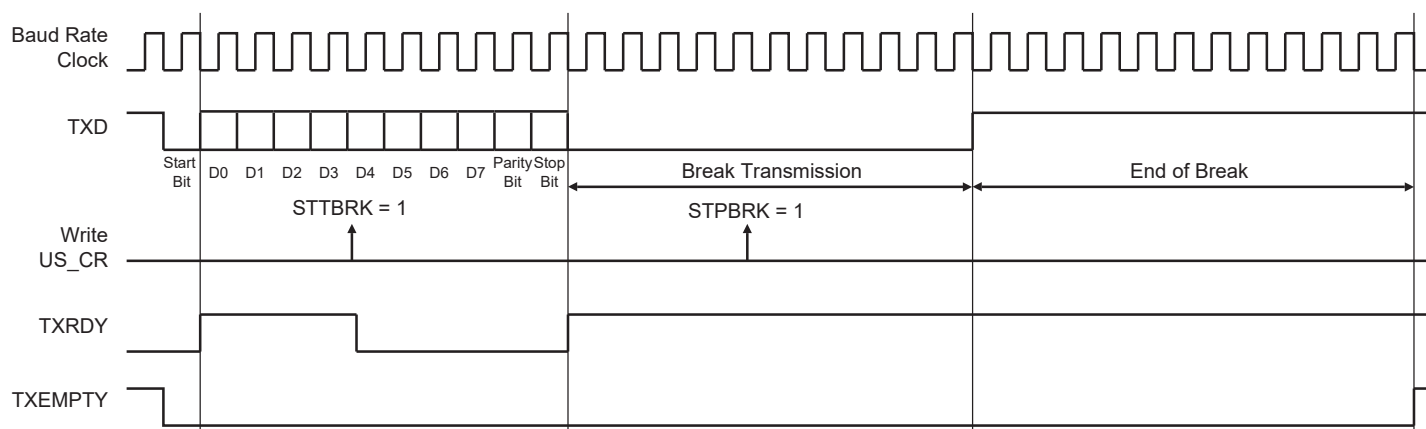 Baud Rate
Clock
TXD
Start
Bit
D0 D1 D2 D3 D4 D5 D6 D7
Parity
Bit
Stop
Bit
Break Transmission
End of Break
STTBRK = 1
STPBRK = 1
Write
US_CR
TXRDY
TXEMPTY